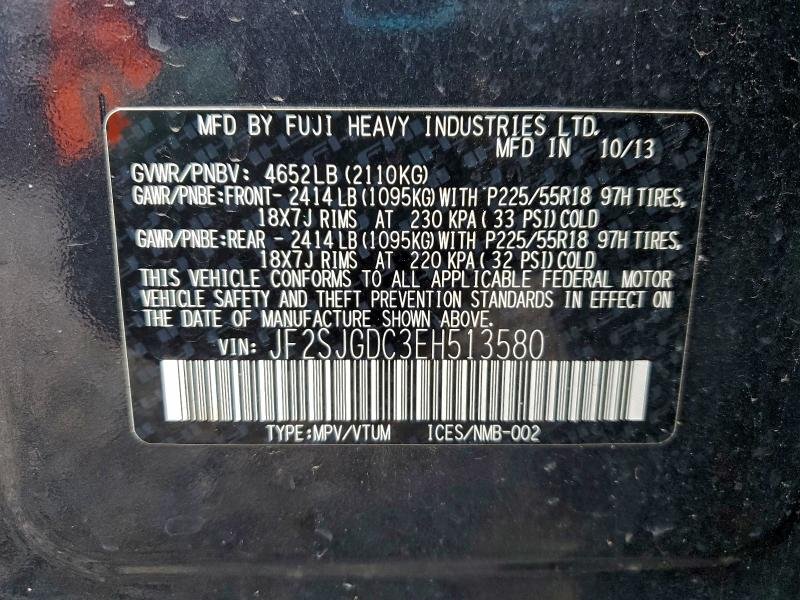 MFD BY FUJI HEAVY INDUSTRIES LTD.
MFD IN 10/13
GVWR/PNBV: 4652LB (2110KG)
GAWR/PNBE:FRONT- 2414 LB (1095KG) WITH P225/55R18 97H TIRES,
18X7J RIMS AT 230 KPA ( 33 PSI) COLD
GAWR/PNBE:REAR - 2414 LB (1095KG) WITH P225/55R18 97H TIRES,
18X7J RIMS AT 220 KPA ( 32 PSI) COLD
THIS VEHICLE CONFORMS TO ALL APPLICABLE FEDERAL MOTOR
VEHICLE SAFETY AND THEFT PREVENTION STANDARDS IN EFFECT ON
THE DATE OF MANUFACTURE SHOWN ABOVE.
VIN: JF2SJGDC3EH513580
TYPE:MPV/VTUM ICES/NMB-002